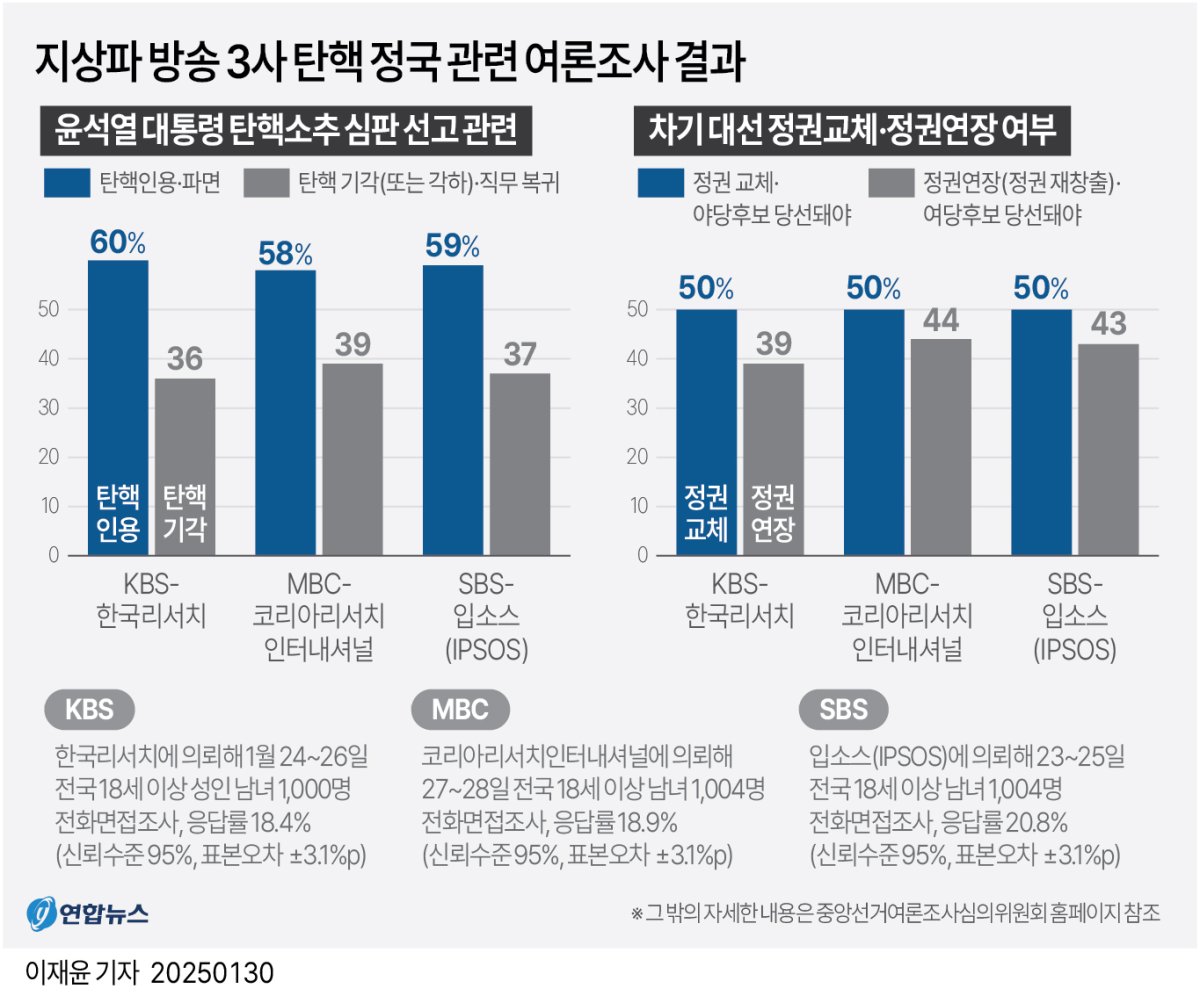 지상파 방송 3사 탄핵 정국 관련 여론조사 결과
윤석열 대통령 탄핵소추 심판 선고 관련
탄핵인용·파면
탄핵 기각(또는 각하)·직무 복귀
60%
58%
59%
50
40
30
20
10
0
36
39
37
탄핵
인용
탄핵
기각
KBS-
한국리서치
MBC-
코리아리서치
인터내셔널
SBS-
입소스
(IPSOS)
차기 대선 정권교체·정권연장 여부
정권 교체·
야당후보 당선돼야
정권연장(정권 재창출)·
여당후보 당선돼야
50%
50%
50%
50
40
30
20
10
0
39
44
43
정권
교체
정권
연장
KBS-
한국리서치
MBC-
코리아리서치
인터내셔널
SBS-
입소스
(IPSOS)
KBS
한국리서치에 의뢰해 1월 24~26일
전국 18세 이상 성인 남녀 1,000명
전화면접조사, 응답률 18.4%
(신뢰수준 95%, 표본오차 ±3.1%p)
MBC
코리아리서치인터내셔널에 의뢰해
27~28일 전국 18세 이상 남녀 1,004명
전화면접조사, 응답률 18.9%
(신뢰수준 95%, 표본오차 ±3.1%p)
SBS
입소스(IPSOS)에 의뢰해 23~25일
전국 18세 이상 남녀 1,004명
전화면접조사, 응답률 20.8%
(신뢰수준 95%, 표본오차 ±3.1%p)
연합뉴스
※ 그 밖의 자세한 내용은 중앙선거여론조사심의위원회 홈페이지 참조
이재윤 기자 20250130